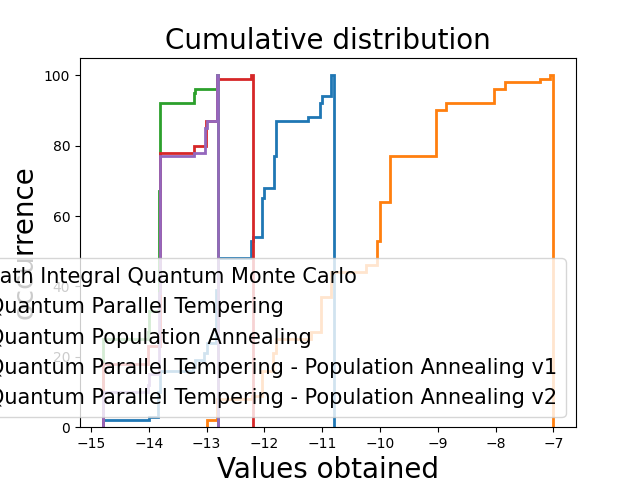 Cumulative distribution
100
80
60
40
20
0
occurrence
ath Integral Quantum Monte Carlo
Quantum Parallel Tempering
Quantum Population Annealing
Quantum Parallel Tempering - Population Annealing v1
Quantum Parallel Tempering - Population Annealing v2
−15 −14 −13 −12 −11 −10 −9 −8 −7
Values obtained